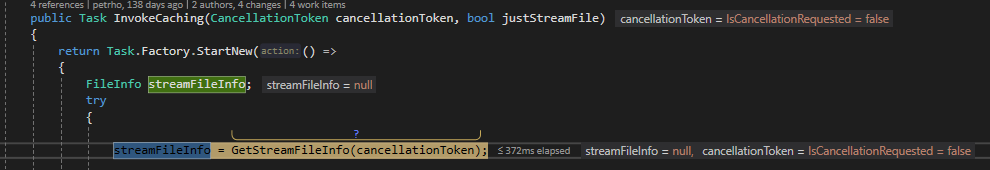 4 references | petrho, 138 days ago | 2 authors, 4 changes | 4 work items
public Task InvokeCaching(CancellationToken cancellationToken, bool justStreamFile) cancellationToken = IsCancellationRequested = false
{
return Task.Factory.StartNew(action:() =>
{
FileInfo streamFileInfo; streamFileInfo = null
try
{
?
streamFileInfo = GetStreamFileInfo(cancellationToken); ≤ 372ms elapsed streamFileInfo = null, cancellationToken = IsCancellationRequested = false